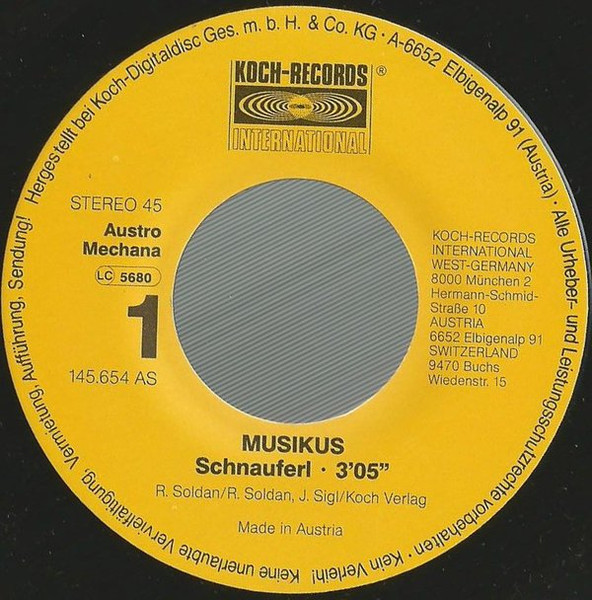 Hergestellt bei Koch-Digitaldisc Ges. m. b. H. & Co. KG · A-6652 Elbigenalp 91 (Austria) · Alle Urheber- und Leistungsschutzrechte vorbehalten · Kein Verleih! Keine unerlaubte Vervielfältigung, Vermietung, Aufführung, Sendung!
KOCH-RECORDS ®
INTERNATIONAL
STEREO 45
Austro
Mechana
LC 5680
1
145.654 AS
KOCH-RECORDS
INTERNATIONAL
WEST-GERMANY
8000 München 2
Hermann-Schmid-
Straße 10
AUSTRIA
6652 Elbigenalp 91
SWITZERLAND
9470 Buchs
Wiedenstr. 15
MUSIKUS
Schnauferl · 3'05”
R. Soldan/R. Soldan, J. Sigl/Koch Verlag
Made in Austria